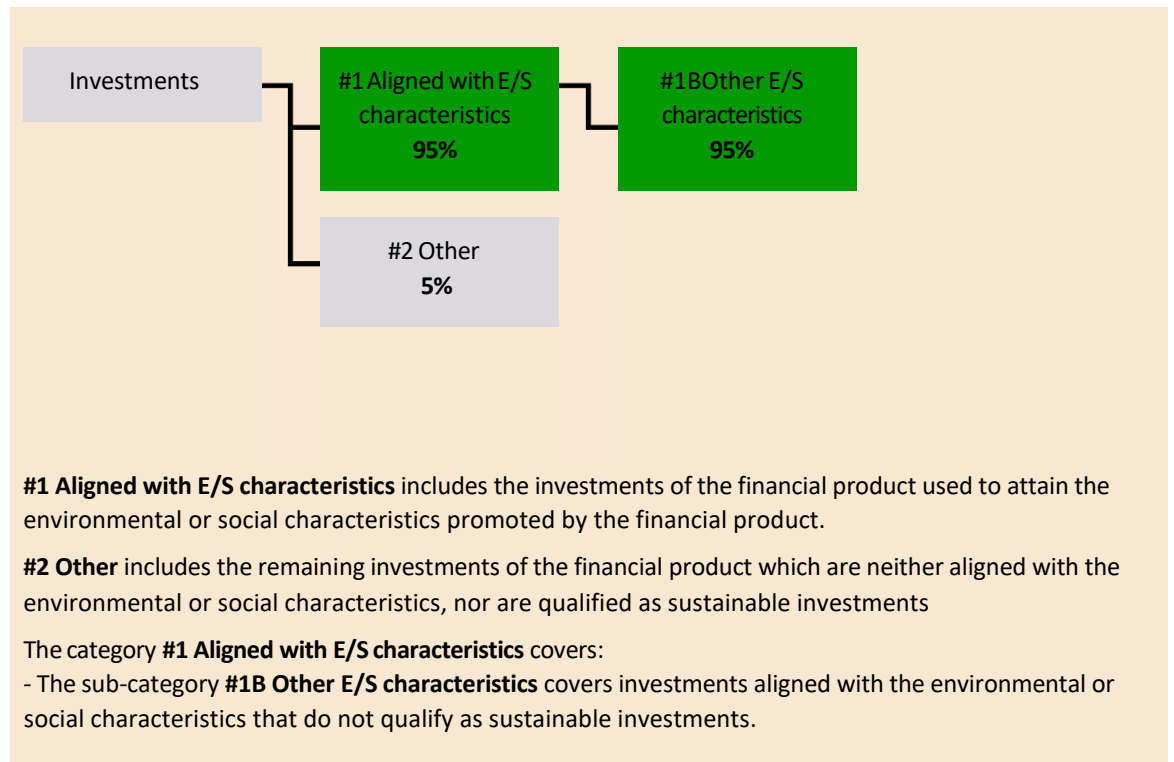 Investments
#1 Aligned with E/S
characteristics
95%
#1BOther E/S
characteristics
95%
#2 Other
5%
#1 Aligned with E/S characteristics includes the investments of the financial product used to attain the
environmental or social characteristics promoted by the financial product.
#2 Other includes the remaining investments of the financial product which are neither aligned with the
environmental or social characteristics, nor are qualified as sustainable investments
The category #1 Aligned with E/S characteristics covers:
- The sub-category #1B Other E/S characteristics covers investments aligned with the environmental or
social characteristics that do not qualify as sustainable investments.